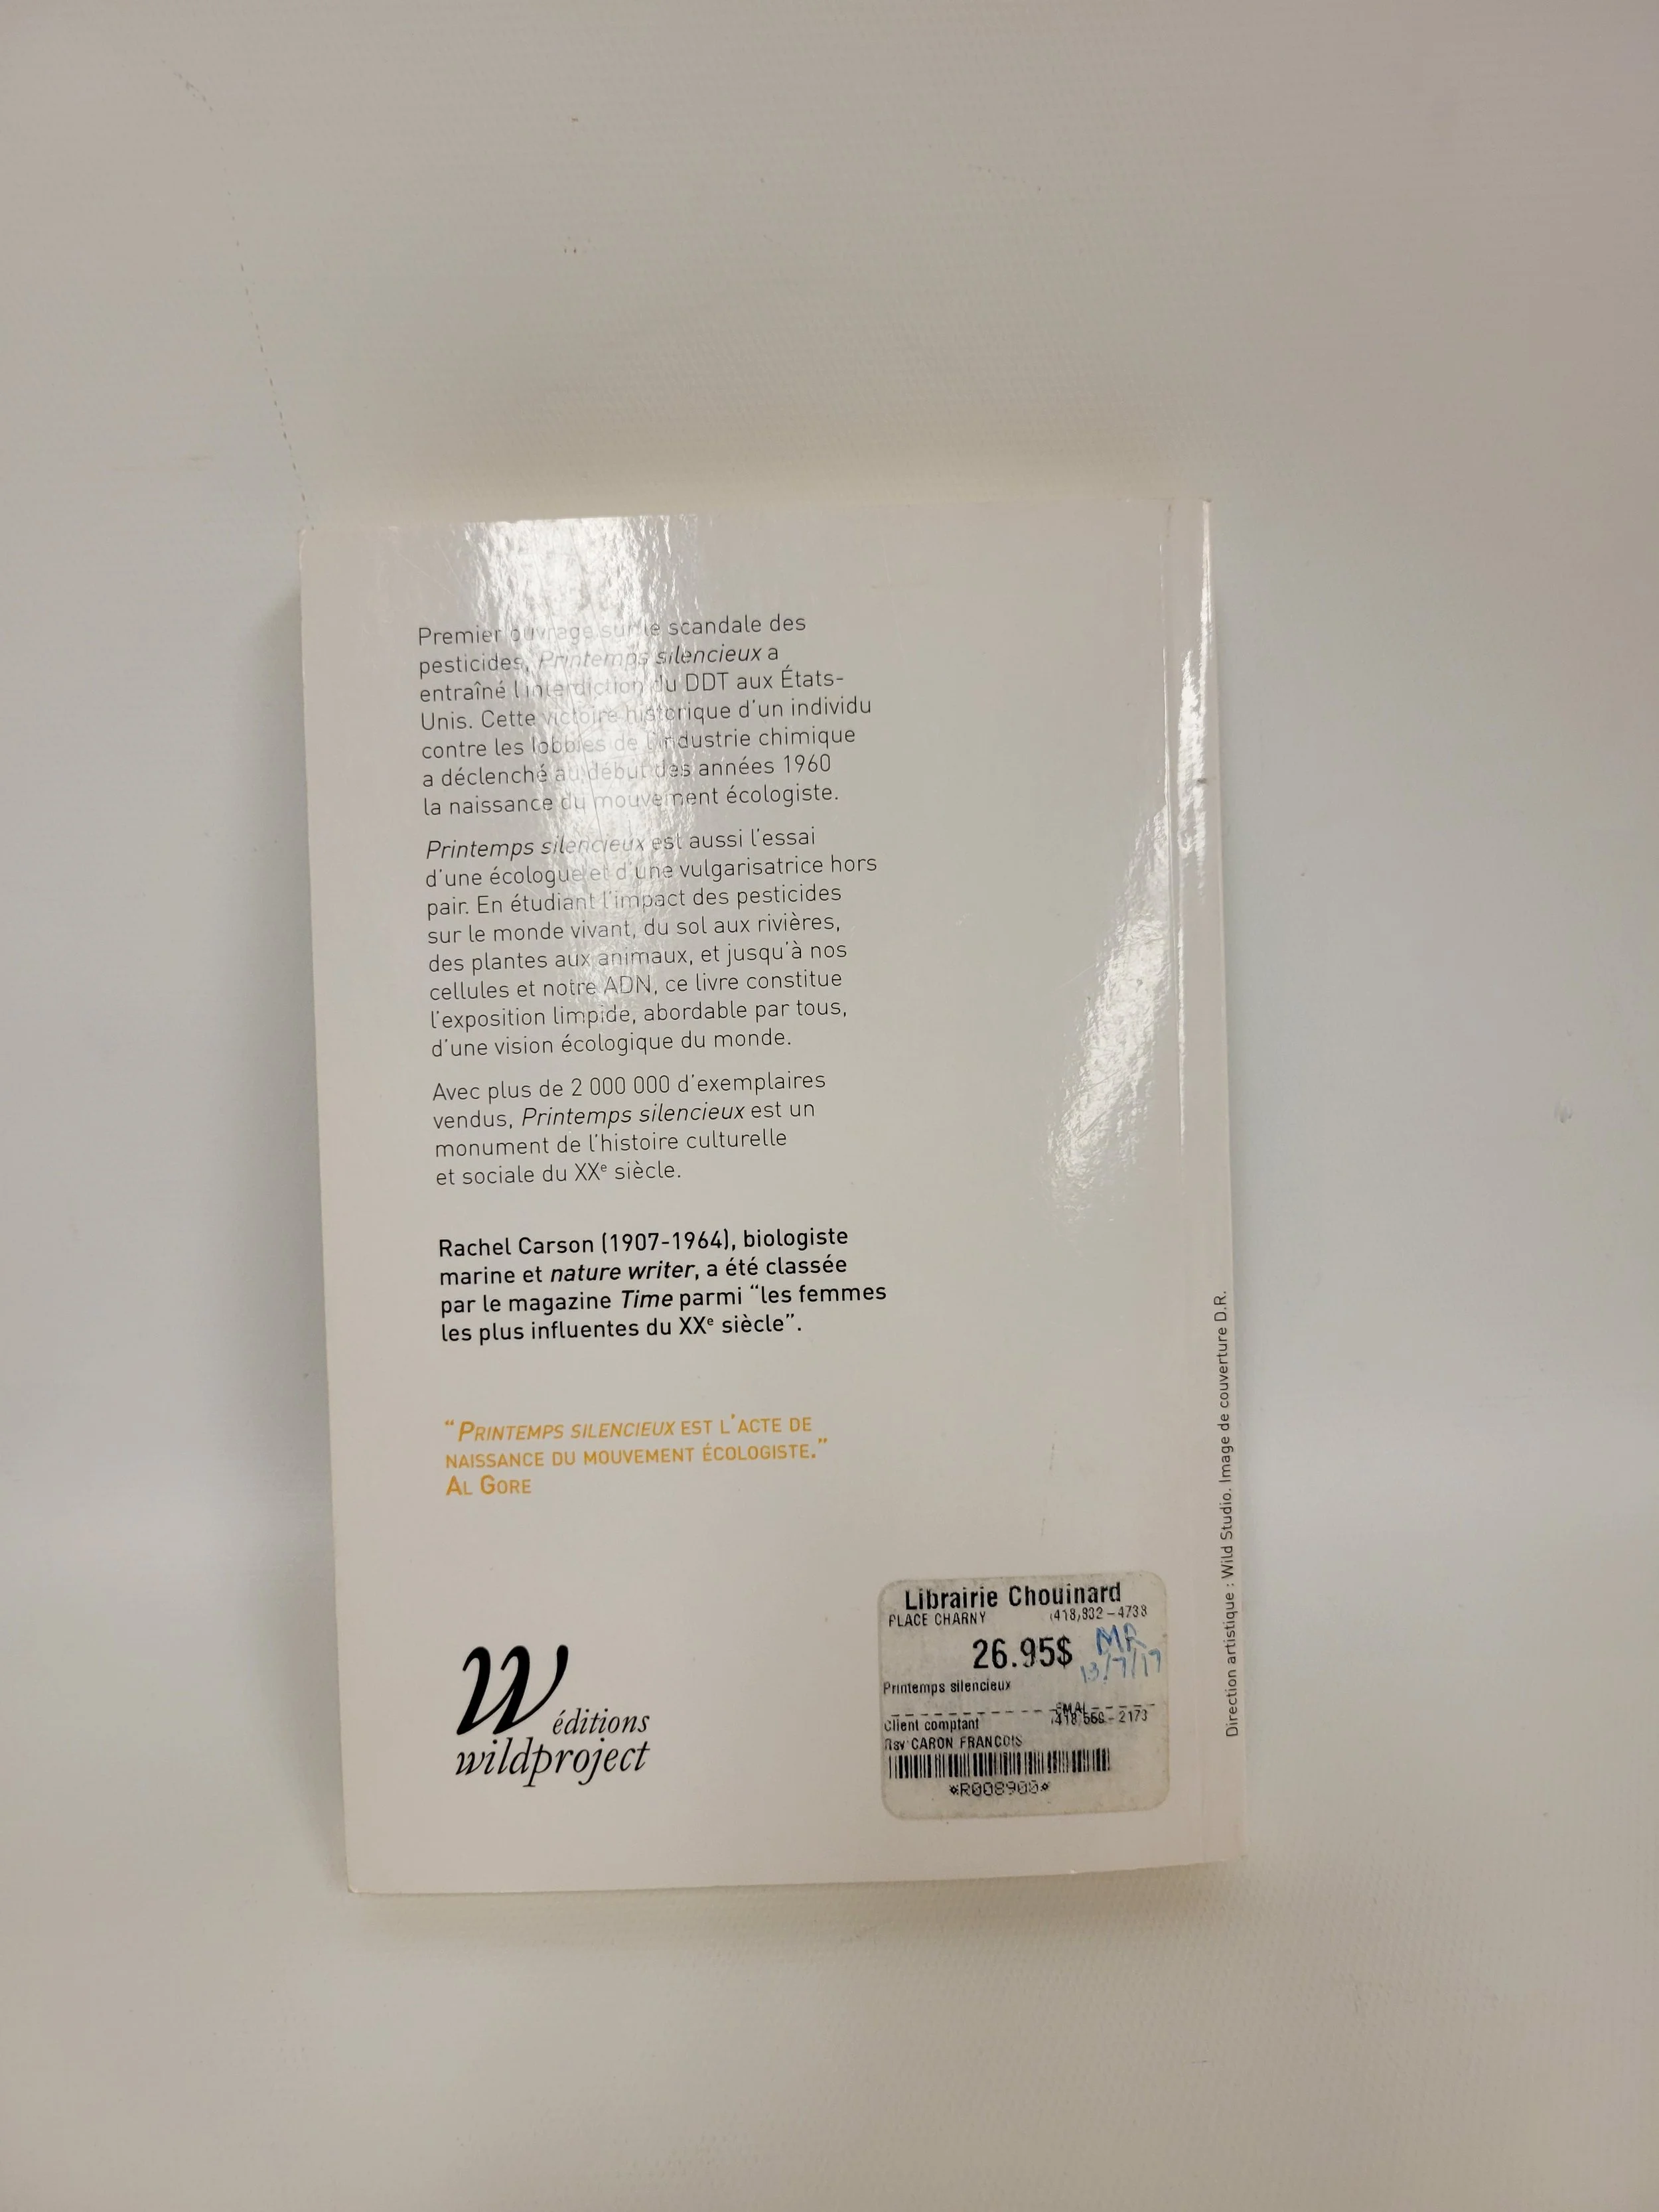 Premier ouvrage sur le scandale des
pesticides, Printemps silencieux a
entraîné l'interdiction du DDT aux États-
Unis. Cette victoire historique d'un individu
contre les lobbies de l'industrie chimique
a déclenché au début des années 1960
la naissance du mouvement écologiste.
Printemps silencieux est aussi l'essai
d'une écologue et d'une vulgarisatrice hors
pair. En étudiant l'impact des pesticides
sur le monde vivant, du sol aux rivières,
des plantes aux animaux, et jusqu'à nos
cellules et notre ADN, ce livre constitue
l'exposition limpide, abordable par tous,
d'une vision écologique du monde.
Avec plus de 2 000 000 d'exemplaires
vendus, Printemps silencieux est un
monument de l'histoire culturelle
et sociale du XXe siècle.
Rachel Carson (1907-1964), biologiste
marine et nature writer, a été classée
par le magazine Time parmi "les femmes
les plus influentes du XXe siècle".
"PRINTEMPS SILENCIEUX EST L'ACTE DE
NAISSANCE DU MOUVEMENT ÉCOLOGISTE."
AL GORE
W éditions
wildproject
Librairie Chouinard
PLACE CHARNY (418)832-4738
26.95$ MR
13/7/17
Printemps silencieux
Client comptant
Rsv CARON FRANCOIS
Direction artistique : Wild Studio. Image de couverture D.R.